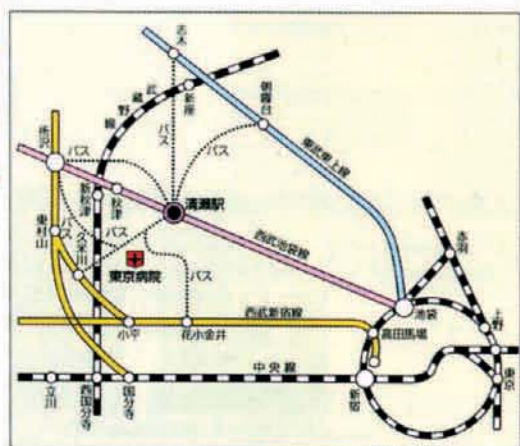 志木
武蔵野線
新座
朝霞台
バス
バス
東武東上線
所沢
バス
新秋津
秋津
清瀬駅
東村山
バス
久米川
バス
東京病院
バス
西武池袋線
赤羽
池袋
上野
西武新宿線
高田馬場
小平
花小金井
中央線
立川
西国分寺
国分寺
新宿
東京